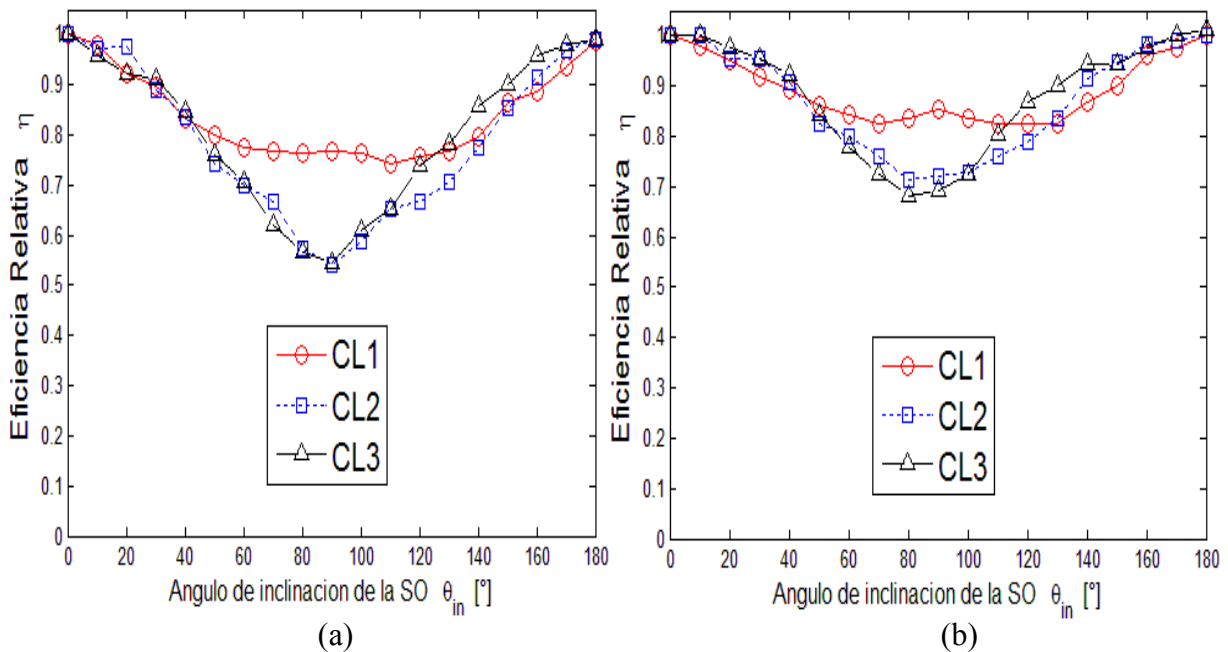 1
0.9
0.8
0.7
0.6
0.5
0.4
0.3
0.2
0.1
0
Eficiencia Relativa η
CL1
CL2
CL3
0 20 40 60 80 100 120 140 160 180
Angulo de inclinacion de la SO θin [°]
(a)
1
0.9
0.8
0.7
0.6
0.5
0.4
0.3
0.2
0.1
0
Eficiencia Relativa η
CL1
CL2
CL3
0 20 40 60 80 100 120 140 160 180
Angulo de inclinacion de la SO θin [°]
(b)